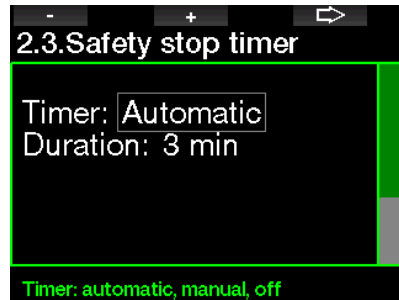 - +
2.3.Safety stop timer
Timer: Automatic
Duration: 3 min
Timer: automatic, manual, off